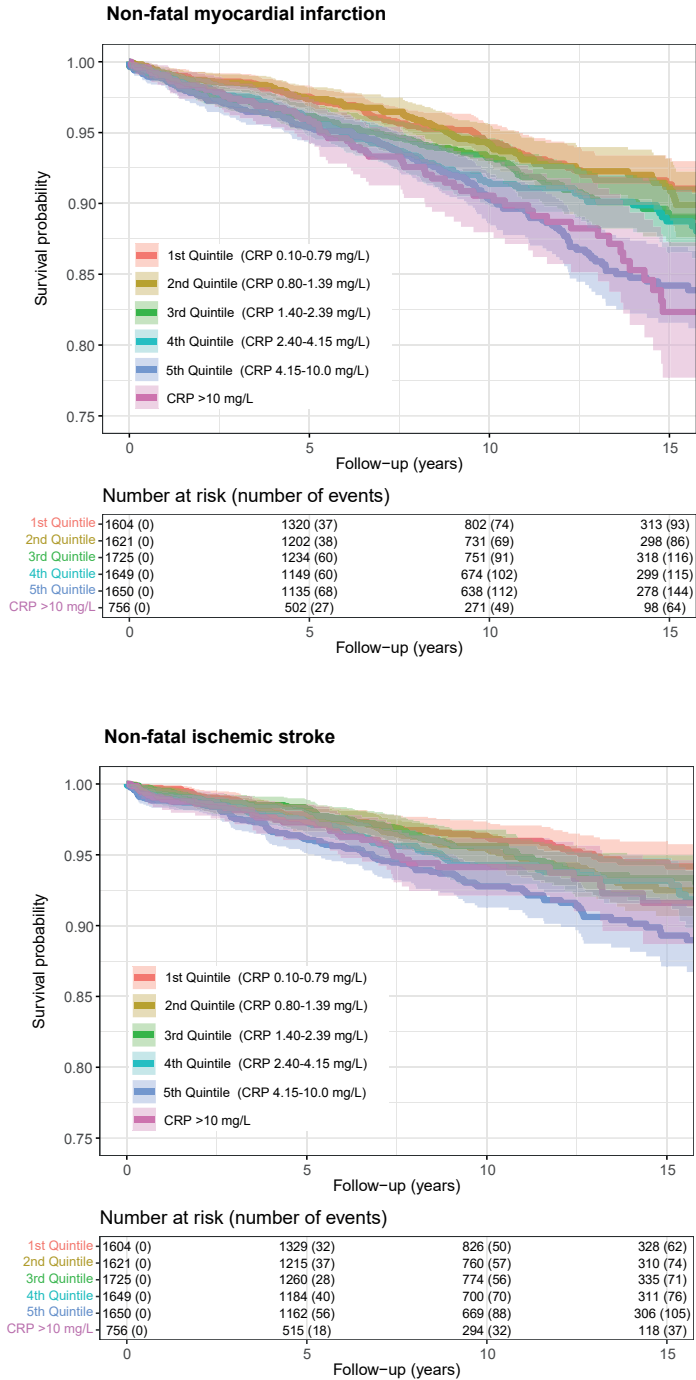 Non-fatal myocardial infarction
1.00
0.95
0.90
0.85
0.80
0.75
Survival probability
1st Quintile (CRP 0.10-0.79 mg/L)
2nd Quintile (CRP 0.80-1.39 mg/L)
3rd Quintile (CRP 1.40-2.39 mg/L)
4th Quintile (CRP 2.40-4.15 mg/L)
5th Quintile (CRP 4.15-10.0 mg/L)
CRP >10 mg/L
0 5 10 15
Follow−up (years)
Number at risk (number of events)
1st Quintile 1604 (0) 1320 (37) 802 (74) 313 (93)
2nd Quintile 1621 (0) 1202 (38) 731 (69) 298 (86)
3rd Quintile 1725 (0) 1234 (60) 751 (91) 318 (116)
4th Quintile 1649 (0) 1149 (60) 674 (102) 299 (115)
5th Quintile 1650 (0) 1135 (68) 638 (112) 278 (144)
CRP >10 mg/L 756 (0) 502 (27) 271 (49) 98 (64)
0 5 10 15
Follow−up (years)
Non-fatal ischemic stroke
1.00
0.95
0.90
0.85
0.80
0.75
Survival probability
1st Quintile (CRP 0.10-0.79 mg/L)
2nd Quintile (CRP 0.80-1.39 mg/L)
3rd Quintile (CRP 1.40-2.39 mg/L)
4th Quintile (CRP 2.40-4.15 mg/L)
5th Quintile (CRP 4.15-10.0 mg/L)
CRP >10 mg/L
0 5 10 15
Follow−up (years)
Number at risk (number of events)
1st Quintile 1604 (0) 1329 (32) 826 (50) 328 (62)
2nd Quintile 1621 (0) 1215 (37) 760 (57) 310 (74)
3rd Quintile 1725 (0) 1260 (28) 774 (56) 335 (71)
4th Quintile 1649 (0) 1184 (40) 700 (70) 311 (76)
5th Quintile 1650 (0) 1162 (56) 669 (88) 306 (105)
CRP >10 mg/L 756 (0) 515 (18) 294 (32) 118 (37)
0 5 10 15
Follow−up (years)